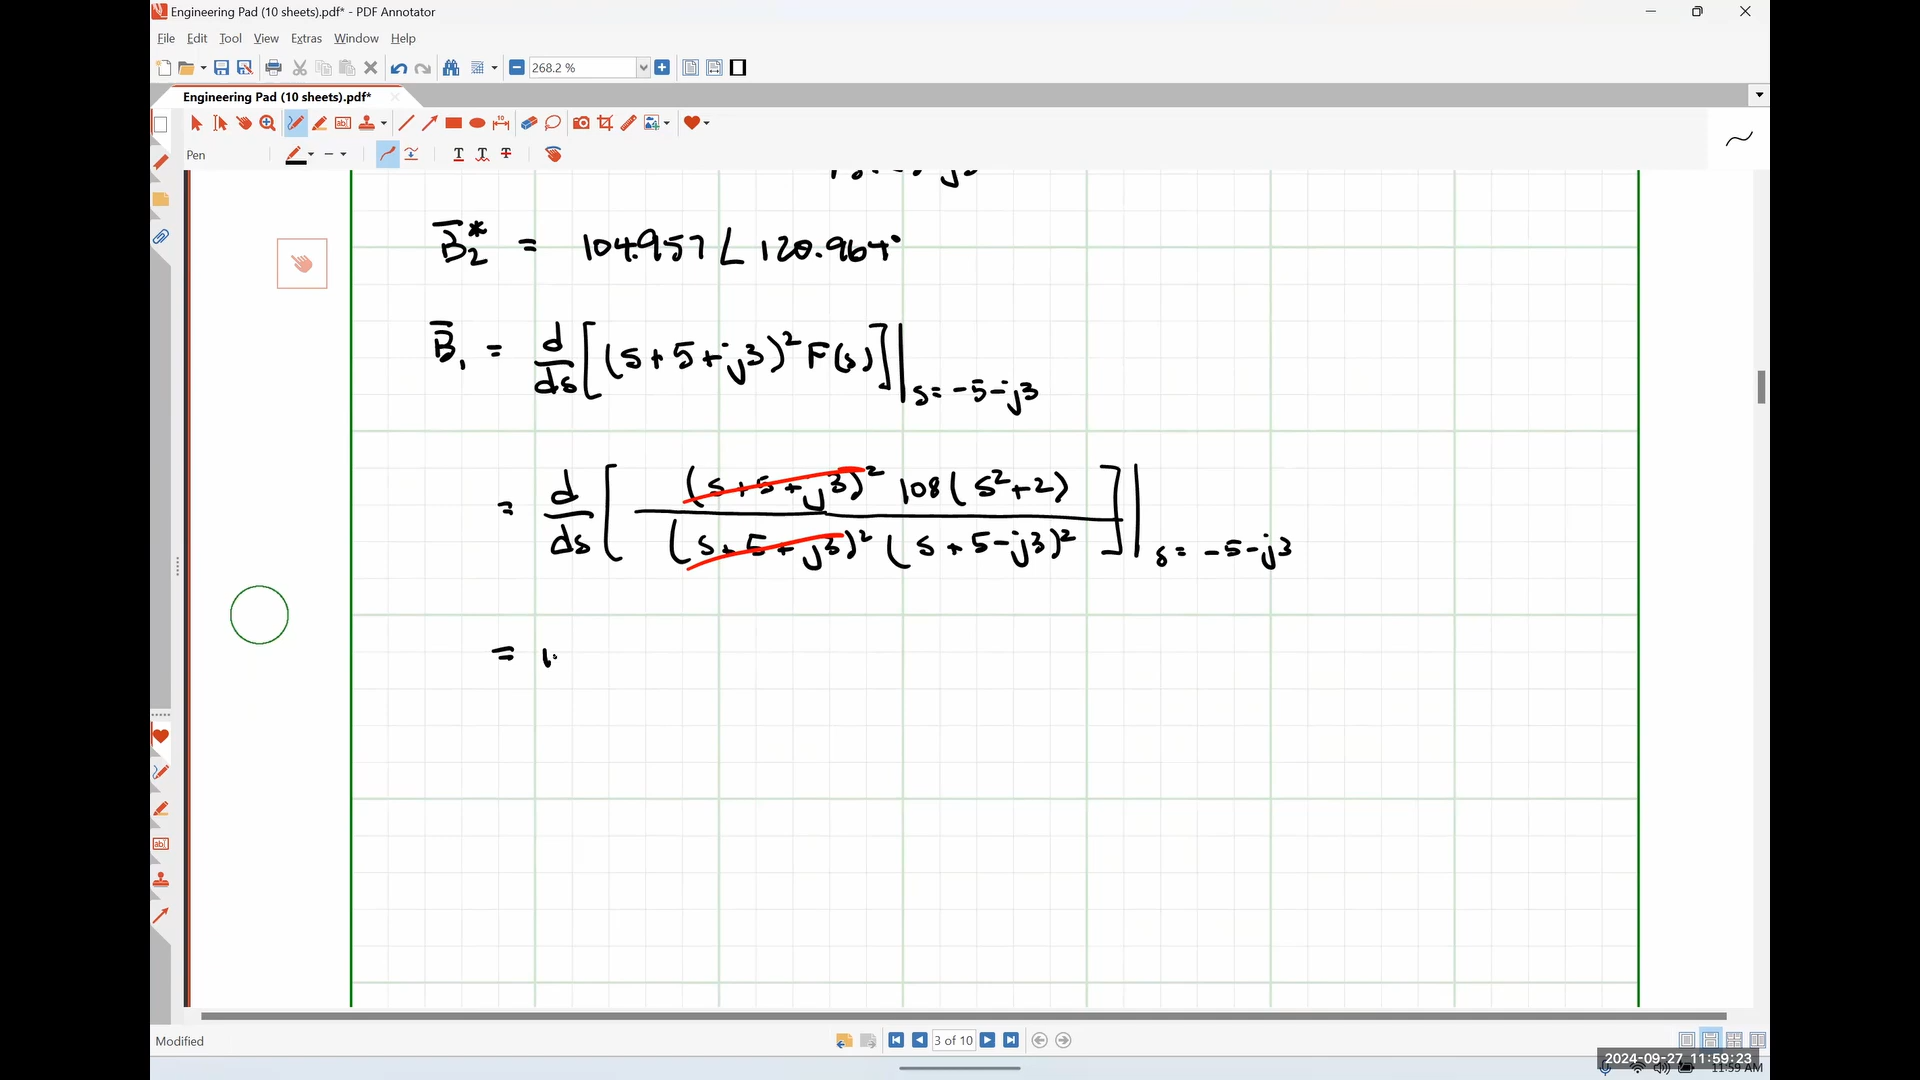 Engineering Pad (10 sheets).pdf* - PDF Annotator
File Edit Tool View Extras Window Help
268.2 %
Engineering Pad (10 sheets).pdf*
Pen
B̅₂* = 104.957 ∠120.964°
B̅₁ = d/ds [(s+5+j3)² F(s)] | s=-5-j3
= d/ds [ (s+5+j3)² 108(s²+2) / (s+5+j3)² (s+5-j3)² ] | s=-5-j3
=
Modified
3 of 10
2024-09-27 11:59:23
11:59 AM